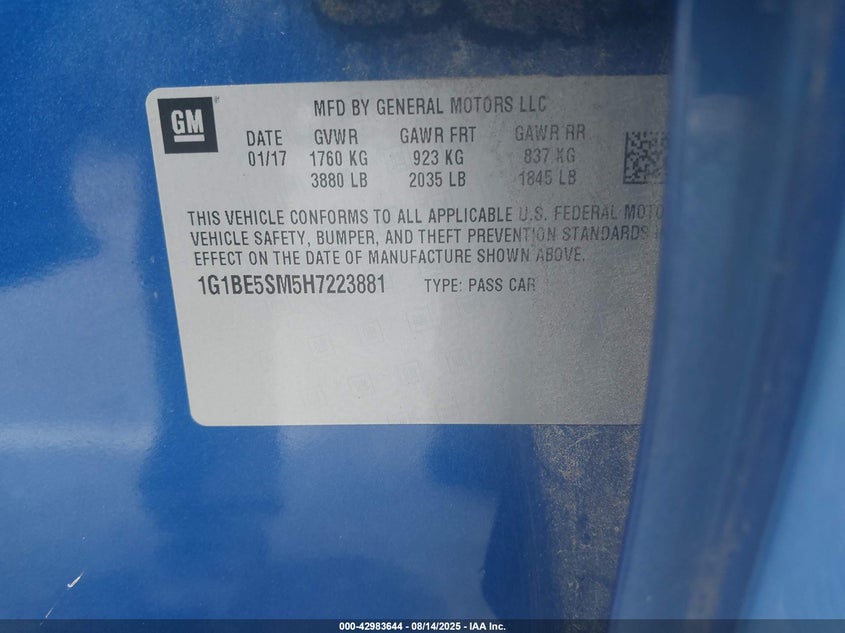 GM
MFD BY GENERAL MOTORS LLC
DATE GVWR GAWR FRT GAWR RR
01/17 1760 KG 923 KG 837 KG
3880 LB 2035 LB 1845 LB
THIS VEHICLE CONFORMS TO ALL APPLICABLE U.S. FEDERAL MOTO
VEHICLE SAFETY, BUMPER, AND THEFT PREVENTION STANDARDS I
EFFECT ON THE DATE OF MANUFACTURE SHOWN ABOVE.
1G1BE5SM5H7223881 TYPE: PASS CAR
000-42983644 - 08/14/2025 - IAA Inc.